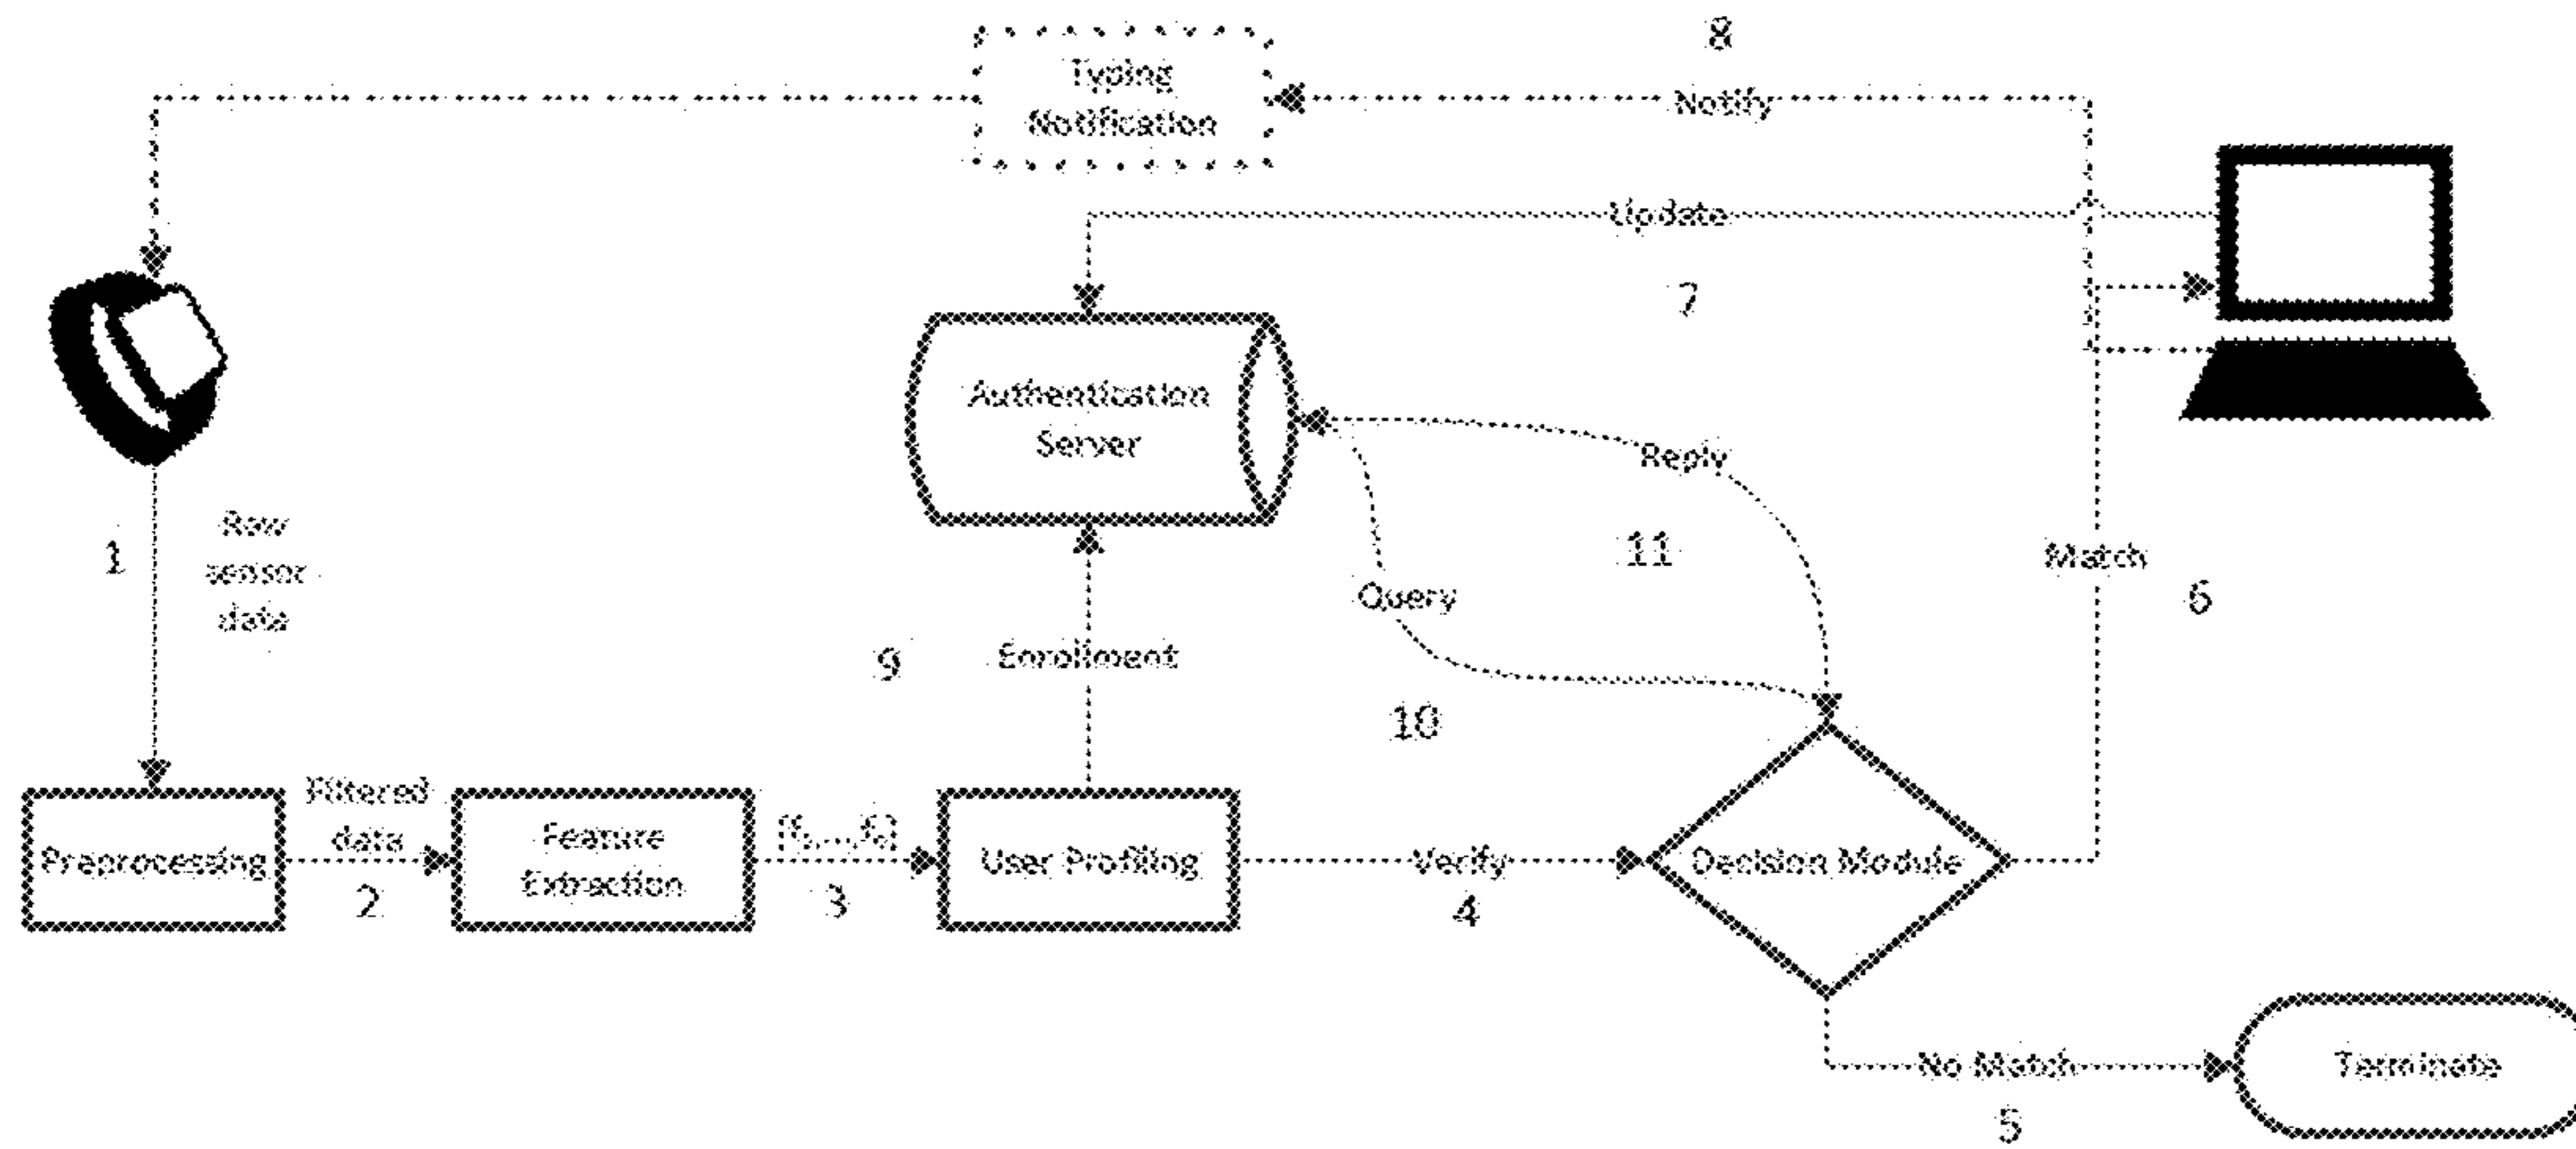 8
Typing
Notification
Notify
Update
7
Authentication
Server
Reply
1
Raw
sensor
data
11
Match
6
Query
9
Enrollment
10
Filtered
data
Preprocessing
2
Feature
Extraction
3
User Profiling
Verify
4
Decision Module
No Match
5
Terminate